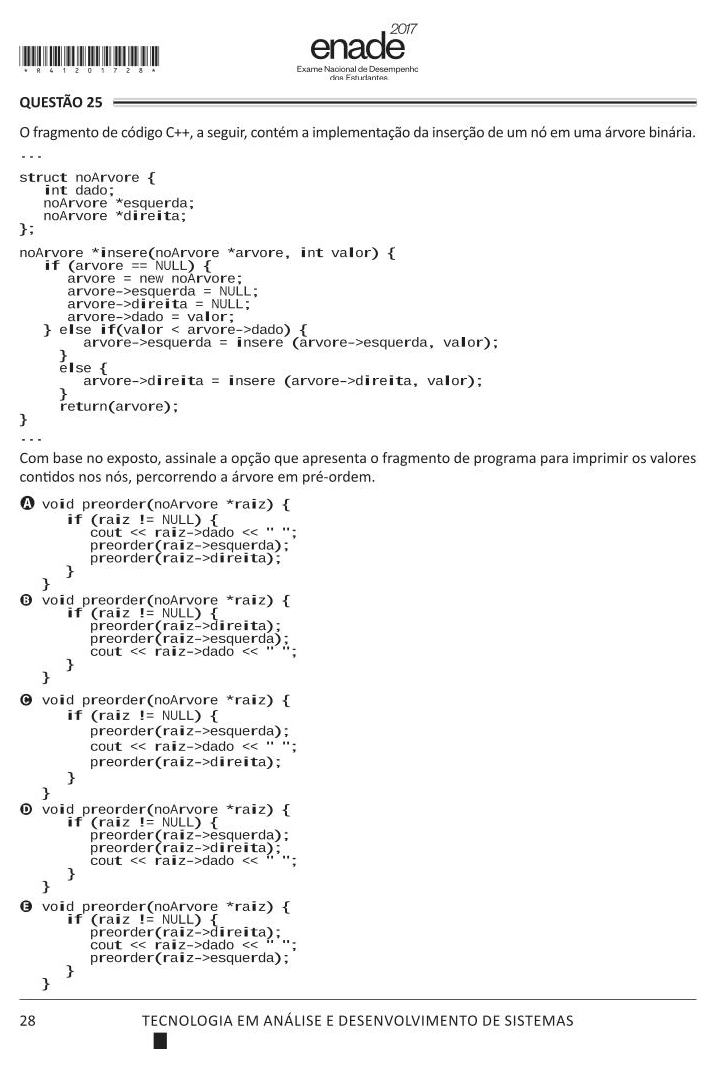 2017
enade
Exame Nacional de Desempenho
dos Estudantes
*R41201728*
QUESTÃO 25
O fragmento de código C++, a seguir, contém a implementação da inserção de um nó em uma árvore binária.
...
struct noArvore {
int dado;
noArvore *esquerda;
noArvore *direita;
};
noArvore *insere(noArvore *arvore, int valor) {
if (arvore == NULL) {
arvore = new noArvore;
arvore->esquerda = NULL;
arvore->direita = NULL;
arvore->dado = valor;
} else if(valor < arvore->dado) {
arvore->esquerda = insere (arvore->esquerda, valor);
}
else {
arvore->direita = insere (arvore->direita, valor);
}
return(arvore);
}
...
Com base no exposto, assinale a opção que apresenta o fragmento de programa para imprimir os valores
contidos nos nós, percorrendo a árvore em pré-ordem.
A void preorder(noArvore *raiz) {
if (raiz != NULL) {
cout << raiz->dado << " ";
preorder(raiz->esquerda);
preorder(raiz->direita);
}
}
B void preorder(noArvore *raiz) {
if (raiz != NULL) {
preorder(raiz->direita);
preorder(raiz->esquerda);
cout << raiz->dado << " ";
}
}
C void preorder(noArvore *raiz) {
if (raiz != NULL) {
preorder(raiz->esquerda);
cout << raiz->dado << " ";
preorder(raiz->direita);
}
}
D void preorder(noArvore *raiz) {
if (raiz != NULL) {
preorder(raiz->esquerda);
preorder(raiz->direita);
cout << raiz->dado << " ";
}
}
E void preorder(noArvore *raiz) {
if (raiz != NULL) {
preorder(raiz->direita);
cout << raiz->dado << " ";
preorder(raiz->esquerda);
}
}
28 TECNOLOGIA EM ANÁLISE E DESENVOLVIMENTO DE SISTEMAS